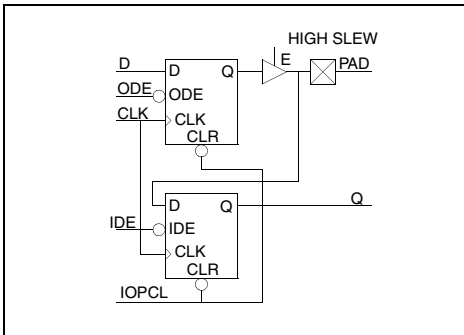 HIGH SLEW
D D Q E PAD
ODE ODE
CLK CLK
CLR
D Q Q
IDE IDE
CLK
CLR
IOPCL